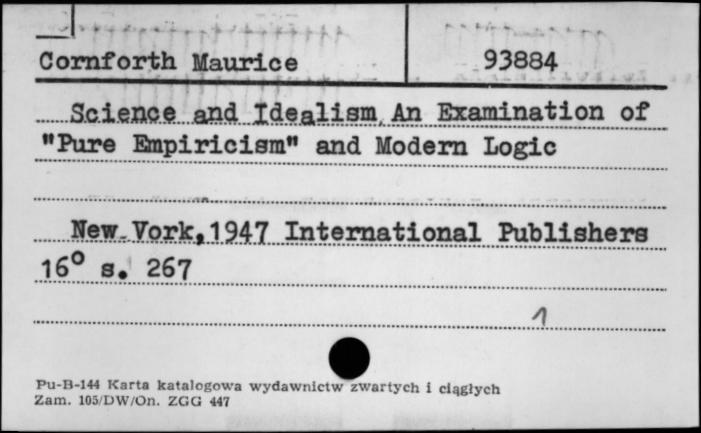 Cornforth Maurice 93884
Science and Idealism, An Examination of
"Pure Empiricism" and Modern Logic
New Vork, 1947 International Publishers
16° s. 267
1
Pu-B-144 Karta katalogowa wydawnictw zwartych i ciągłych
Zam. 105/DW/On. ZGG 447